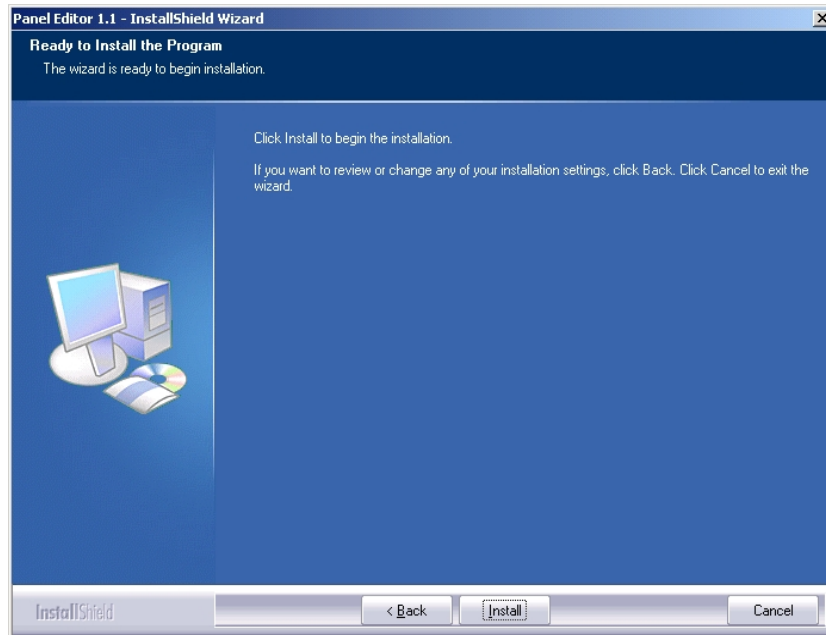 Panel Editor 1.1 - InstallShield Wizard
Ready to Install the Program
The wizard is ready to begin installation.
Click Install to begin the installation.
If you want to review or change any of your installation settings, click Back. Click Cancel to exit the
wizard.
InstallShield
< Back
Install
Cancel